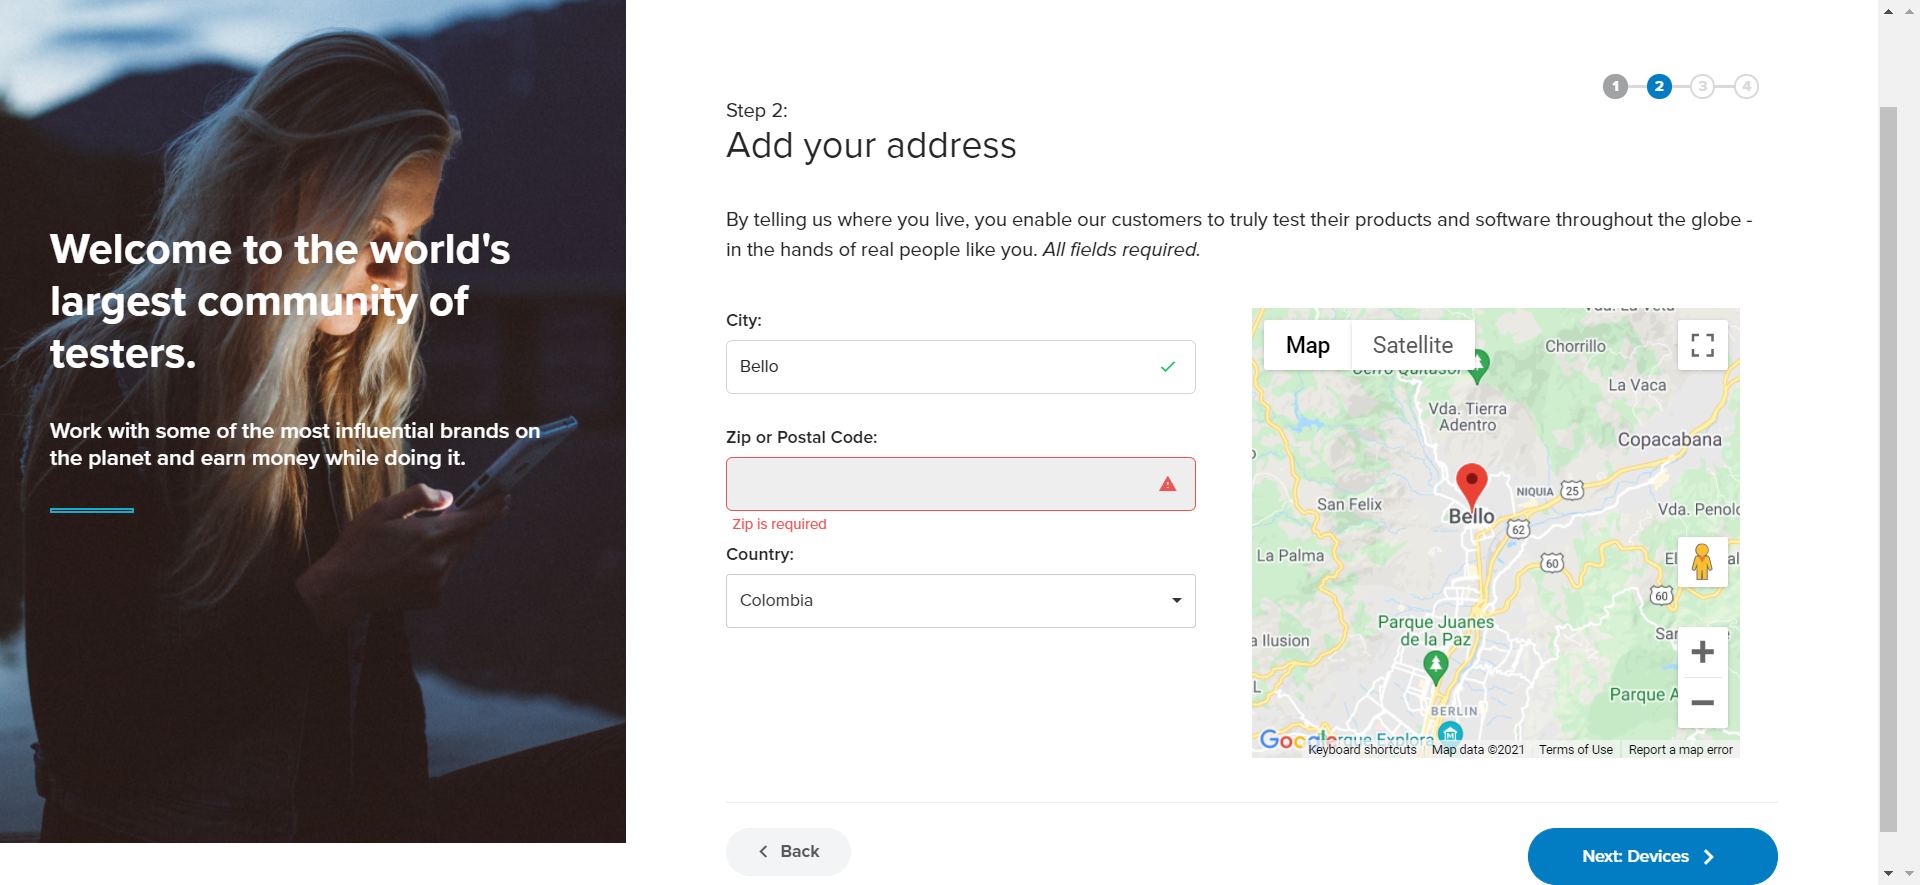 Welcome to the world's
largest community of
testers.
Work with some of the most influential brands on
the planet and earn money while doing it.
1
2
3
4
Step 2:
Add your address
By telling us where you live, you enable our customers to truly test their products and software throughout the globe -
in the hands of real people like you. All fields required.
City:
Bello
Zip or Postal Code:
Zip is required
Country:
Colombia
Map
Satellite
Chorrillo
La Vaca
Vda. Tierra
Adentro
Copacabana
NIQUIA
25
San Felix
Bello
62
Vda. Penolc
La Palma
60
El
al
60
Parque Juanes
de la Paz
a Ilusion
Sar
Parque A
BERLIN
Google
Keyboard shortcuts
Map data ©2021
Terms of Use
Report a map error
Back
Next: Devices